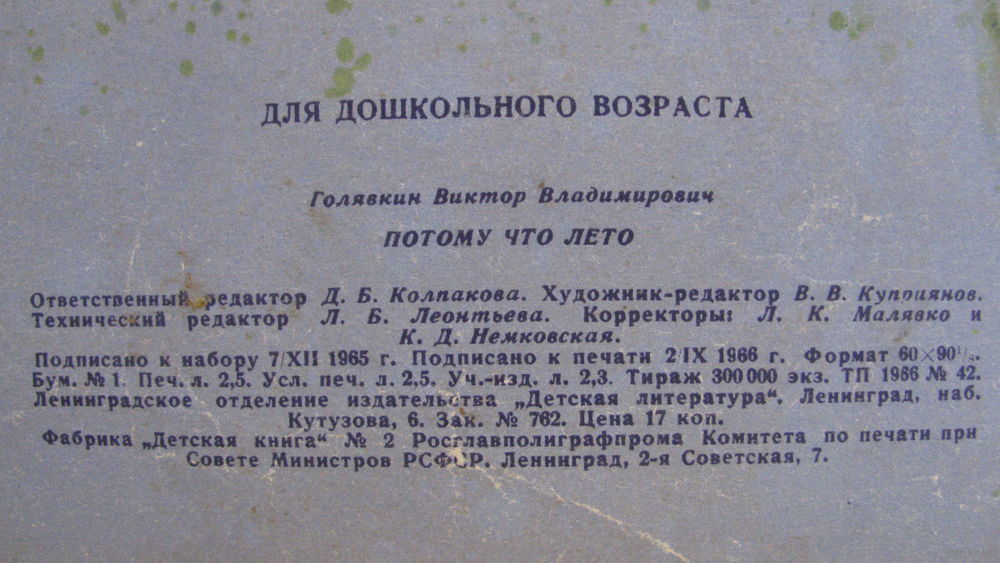 ДЛЯ ДОШКОЛЬНОГО ВОЗРАСТА
Голявкин Виктор Владимирович
ПОТОМУ ЧТО ЛЕТО
Ответственный редактор Д. Б. Колпакова. Художник-редактор В. В. Куприянов.
Технический редактор Л. Б. Леонтьева. Корректоры: Л. К. Малявко и
К. Д. Немковская.
Подписано к набору 7/XII 1965 г. Подписано к печати 2/IX 1966 г. Формат 60×90
Бум. № 1. Печ. л. 2,5. Усл. печ. л. 2,5. Уч.-изд. л. 2,3. Тираж 300 000 экз. ТП 1966 № 42.
Ленинградское отделение издательства „Детская литература“. Ленинград, наб.
Кутузова, 6. Зак. № 762. Цена 17 коп.
Фабрика „Детская книга“ № 2 Росглавполиграфпрома Комитета по печати при
Совете Министров РСФСР. Ленинград, 2-я Советская, 7.